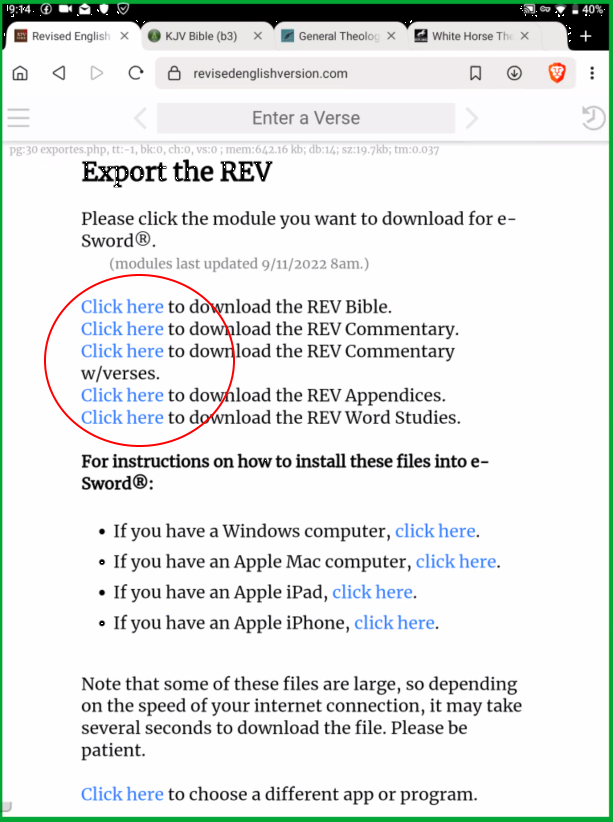 19:14 40%
Revised English × KJV Bible (b3) × General Theolog × White Horse The × +
revisedenglishversion.com
Enter a Verse
pg:30 exportes.php, tt:-1, bk:0, ch:0, vs:0 ; mem:642.16 kb; db:14; sz:19.7kb; tm:0.037
Export the REV
Please click the module you want to download for e-
Sword®.
(modules last updated 9/11/2022 8am.)
Click here to download the REV Bible.
Click here to download the REV Commentary.
Click here to download the REV Commentary
w/verses.
Click here to download the REV Appendices.
Click here to download the REV Word Studies.
For instructions on how to install these files into e-
Sword®:
• If you have a Windows computer, click here.
• If you have an Apple Mac computer, click here.
• If you have an Apple iPad, click here.
• If you have an Apple iPhone, click here.
Note that some of these files are large, so depending
on the speed of your internet connection, it may take
several seconds to download the file. Please be
patient.
Click here to choose a different app or program.